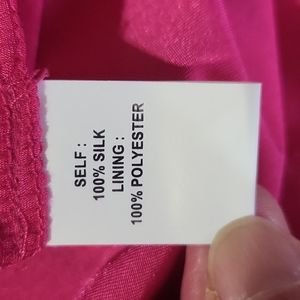 SELF :
100% SILK
LINING :
100% POLYESTER